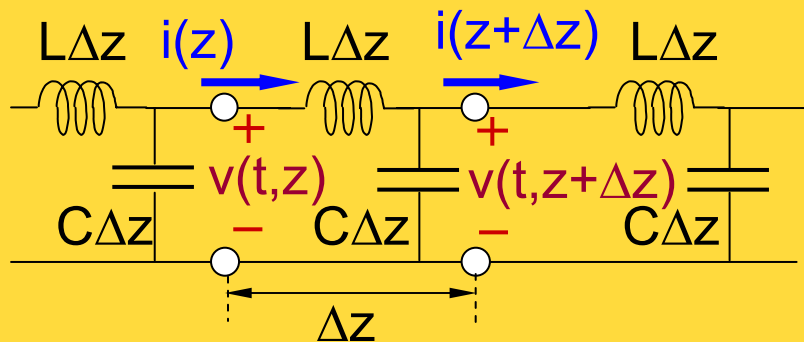 LΔz i(z) LΔz i(z+Δz) LΔz
+ +
v(t,z) v(t,z+Δz)
CΔz − CΔz − CΔz
Δz